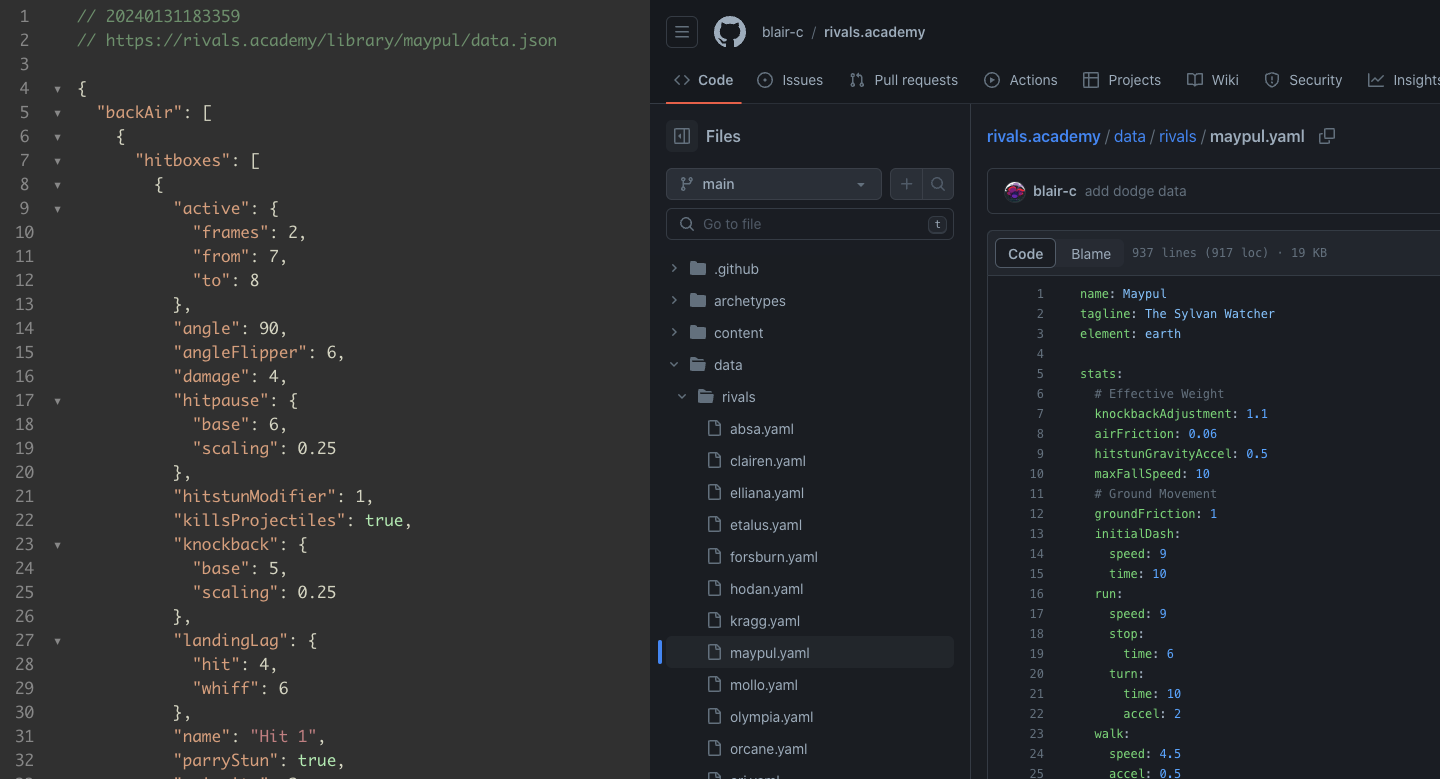 1 // 20240131183359
2 // https://rivals.academy/library/maypul/data.json
3
4 {
5 "backAir": [
6 {
7 "hitboxes": [
8 {
9 "active": {
10 "frames": 2,
11 "from": 7,
12 "to": 8
13 },
14 "angle": 90,
15 "angleFlipper": 6,
16 "damage": 4,
17 "hitpause": {
18 "base": 6,
19 "scaling": 0.25
20 },
21 "hitstunModifier": 1,
22 "killsProjectiles": true,
23 "knockback": {
24 "base": 5,
25 "scaling": 0.25
26 },
27 "landingLag": {
28 "hit": 4,
29 "whiff": 6
30 },
31 "name": "Hit 1",
32 "parryStun": true,
blair-c / rivals.academy
Code Issues Pull requests Actions Projects Wiki Security Insights
Files
main
Go to file t
.github
archetypes
content
data
rivals
absa.yaml
clairen.yaml
elliana.yaml
etalus.yaml
forsburn.yaml
hodan.yaml
kragg.yaml
maypul.yaml
mollo.yaml
olympia.yaml
orcane.yaml
rivals.academy / data / rivals / maypul.yaml
blair-c add dodge data
Code Blame 937 lines (917 loc) · 19 KB
1 name: Maypul
2 tagline: The Sylvan Watcher
3 element: earth
4
5 stats:
6 # Effective Weight
7 knockbackAdjustment: 1.1
8 airFriction: 0.06
9 hitstunGravityAccel: 0.5
10 maxFallSpeed: 10
11 # Ground Movement
12 groundFriction: 1
13 initialDash:
14 speed: 9
15 time: 10
16 run:
17 speed: 9
18 stop:
19 time: 6
20 turn:
21 time: 10
22 accel: 2
23 walk:
24 speed: 4.5
25 accel: 0.5